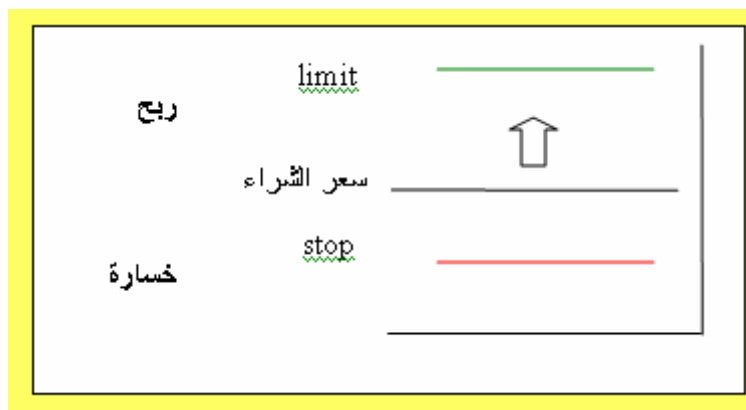 limit
ربح
سعر الشراء
stop
خسارة